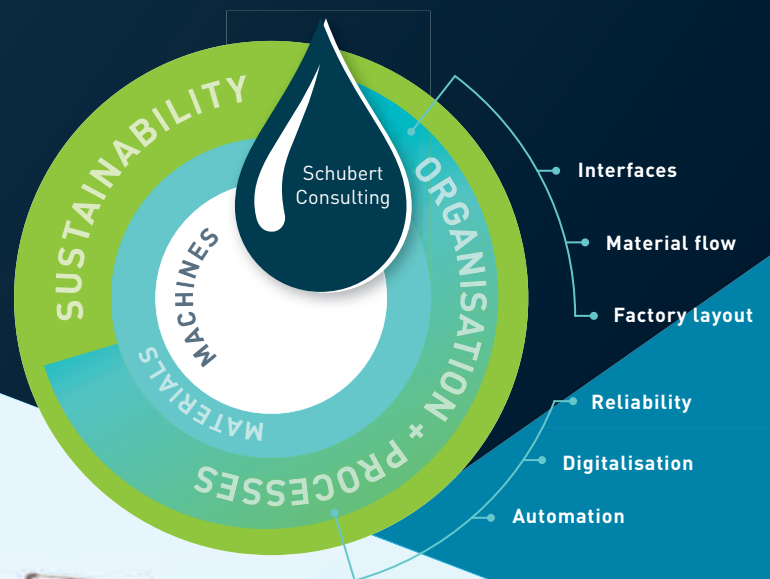 SUSTAINABILITY
Schubert
Consulting
ORGANISATION + PROCESSES
MACHINES
MATERIALS
Interfaces
Material flow
Factory layout
Reliability
Digitalisation
Automation